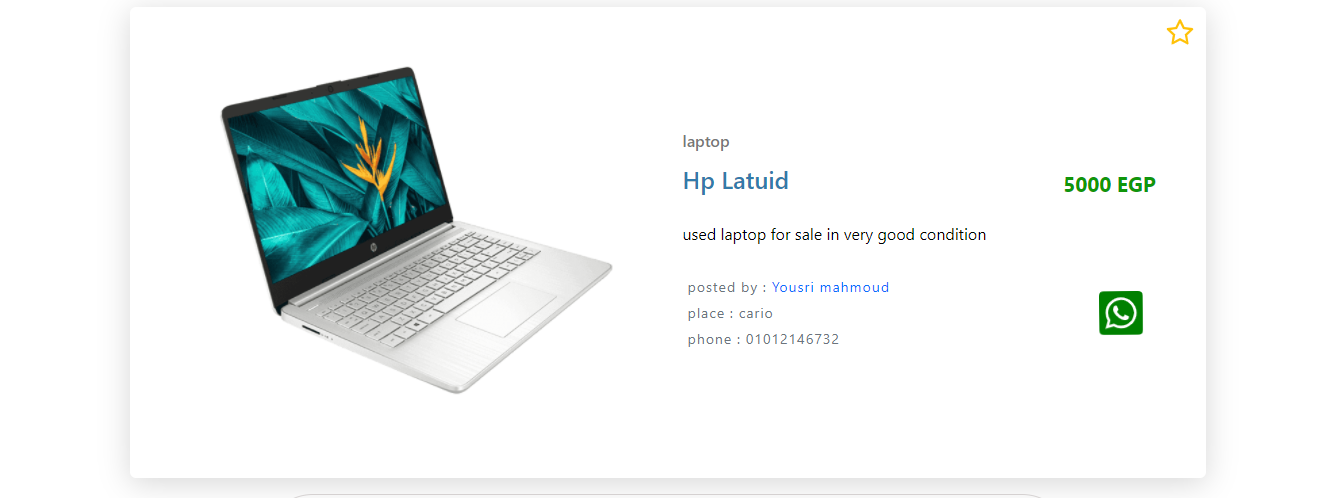 laptop
Hp Latuid
5000 EGP
used laptop for sale in very good condition
posted by : Yousri mahmoud
place : cario
phone : 01012146732